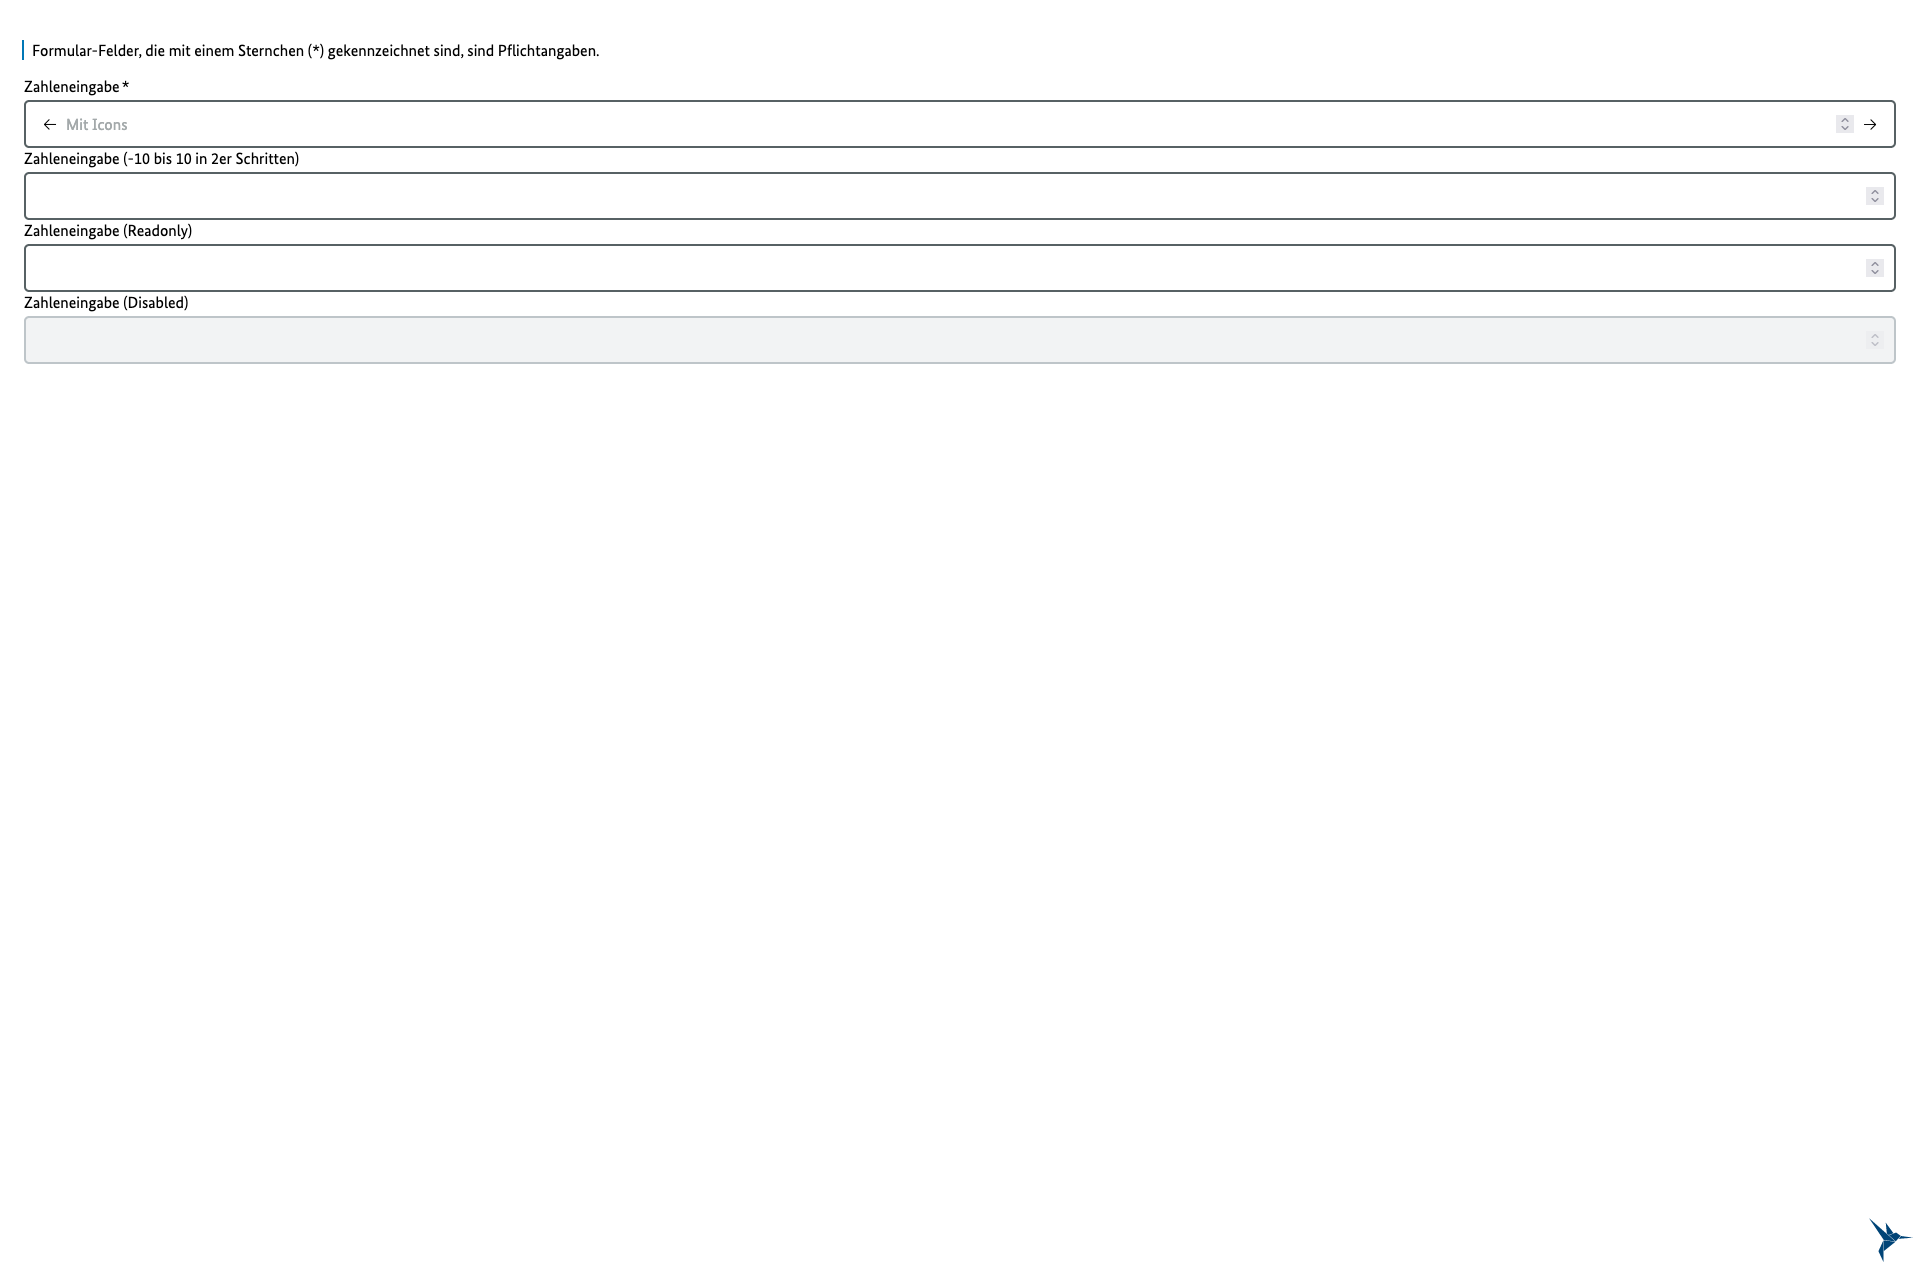 Formular-Felder, die mit einem Sternchen (*) gekennzeichnet sind, sind Pflichtangaben.
Zahleneingabe *
Mit Icons
Zahleneingabe (-10 bis 10 in 2er Schritten)
Zahleneingabe (Readonly)
Zahleneingabe (Disabled)